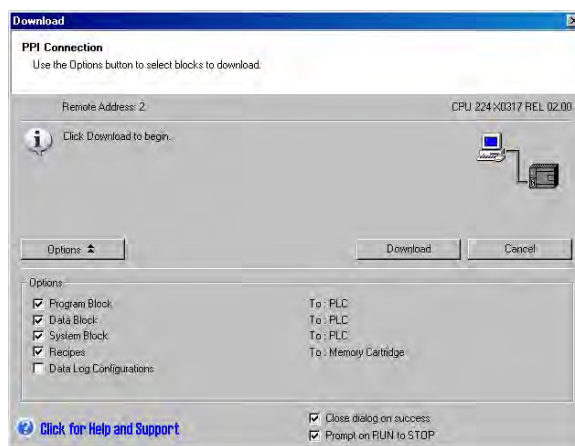 Download
PPI Connection
Use the Options button to select blocks to download.
Remote Address: 2
CPU 224 X0317 REL 02.00
Click Download to begin.
Options
Download
Cancel
Options
Program Block To : PLC
Data Block To : PLC
System Block To : PLC
Recipes To : Memory Cartridge
Data Log Configurations
Close dialog on success
Click for Help and Support
Prompt on RUN to STOP